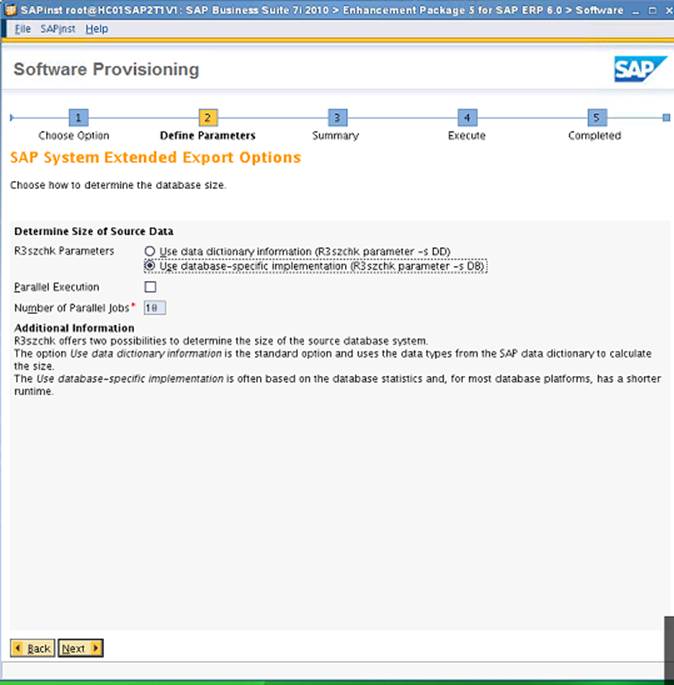 SAPinst root@HC01SAP2T1V1: SAP Business Suite 7i 2010 > Enhancement Package 5 for SAP ERP 6.0 > Software
File SAPinst Help
Software Provisioning
SAP
1 2 3 4 5
Choose Option Define Parameters Summary Execute Completed
SAP System Extended Export Options
Choose how to determine the database size.
Determine Size of Source Data
R3szchk Parameters Use data dictionary information (R3szchk parameter -s DD)
Use database-specific implementation (R3szchk parameter -s DB)
Parallel Execution
Number of Parallel Jobs* 10
Additional Information
R3szchk offers two possibilities to determine the size of the source database system.
The option Use data dictionary information is the standard option and uses the data types from the SAP data dictionary to calculate
the size.
The Use database-specific implementation is often based on the database statistics and, for most database platforms, has a shorter
runtime.
Back Next